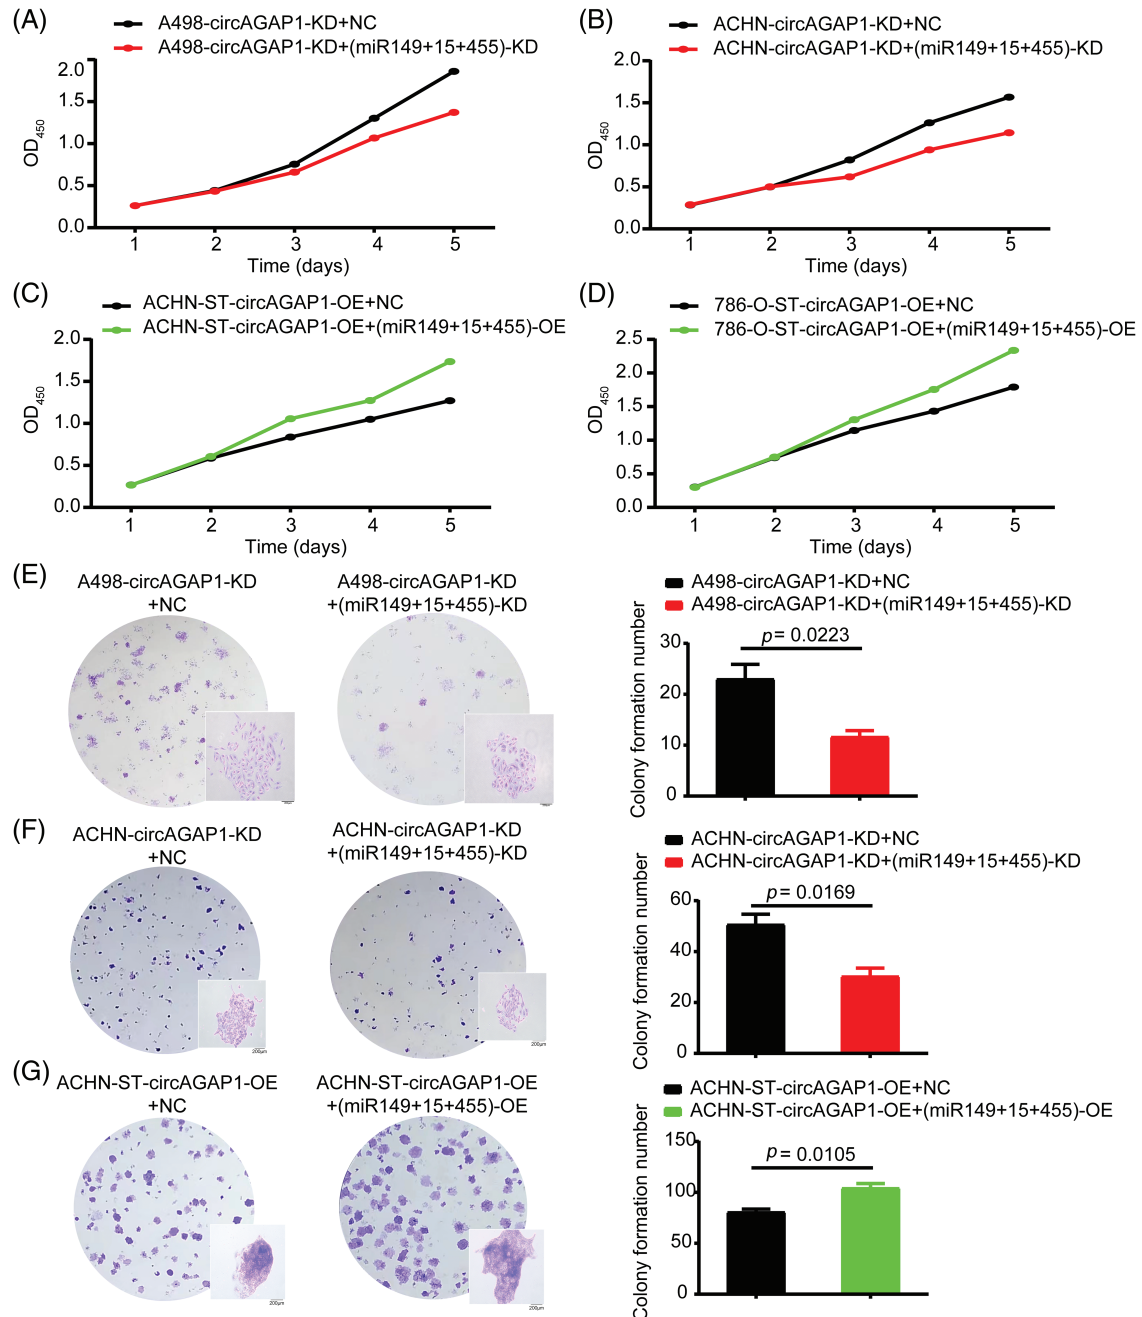 (A)
A498-circAGAP1-KD+NC
A498-circAGAP1-KD+(miR149+15+455)-KD
2.0
1.5
1.0
0.5
0.0
OD450
1 2 3 4 5
Time (days)
(B)
ACHN-circAGAP1-KD+NC
ACHN-circAGAP1-KD+(miR149+15+455)-KD
2.0
1.5
1.0
0.5
0.0
OD450
1 2 3 4 5
Time (days)
(C)
ACHN-ST-circAGAP1-OE+NC
ACHN-ST-circAGAP1-OE+(miR149+15+455)-OE
2.0
1.5
1.0
0.5
0.0
OD450
1 2 3 4 5
Time (days)
(D)
786-O-ST-circAGAP1-OE+NC
786-O-ST-circAGAP1-OE+(miR149+15+455)-OE
2.5
2.0
1.5
1.0
0.5
0.0
OD450
1 2 3 4 5
Time (days)
(E)
A498-circAGAP1-KD
+NC
A498-circAGAP1-KD
+(miR149+15+455)-KD
A498-circAGAP1-KD+NC
A498-circAGAP1-KD+(miR149+15+455)-KD
Colony formation number
30
20
10
0
p = 0.0223
(F)
ACHN-circAGAP1-KD
+NC
200μm
ACHN-circAGAP1-KD
+(miR149+15+455)-KD
200μm
ACHN-circAGAP1-KD+NC
ACHN-circAGAP1-KD+(miR149+15+455)-KD
Colony formation number
60
40
20
0
p = 0.0169
(G)
ACHN-ST-circAGAP1-OE
+NC
200μm
ACHN-ST-circAGAP1-OE
+(miR149+15+455)-OE
200μm
ACHN-ST-circAGAP1-OE+NC
ACHN-ST-circAGAP1-OE+(miR149+15+455)-OE
Colony formation number
150
100
50
0
p = 0.0105